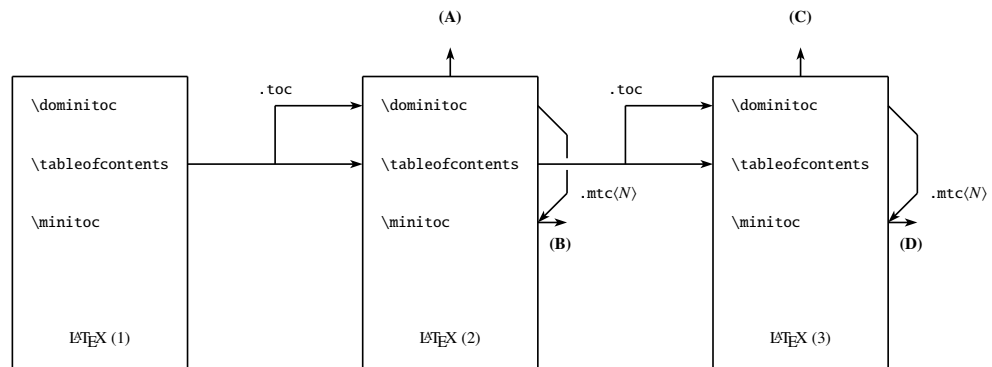 (A) (C)
.toc .toc
\dominitoc \dominitoc \dominitoc
\tableofcontents \tableofcontents \tableofcontents
.mtc⟨N⟩ .mtc⟨N⟩
\minitoc \minitoc \minitoc
(B) (D)
LATEX (1) LATEX (2) LATEX (3)